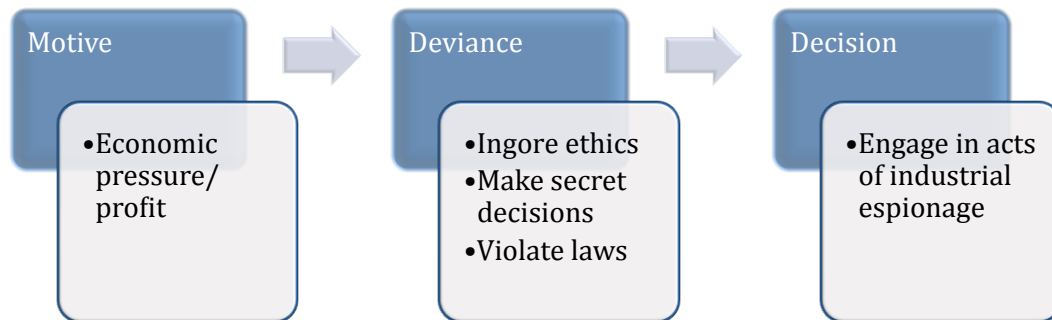 Motive
•Economic
pressure/
profit
Deviance
•Ingore ethics
•Make secret
decisions
•Violate laws
Decision
•Engage in acts
of industrial
espionage